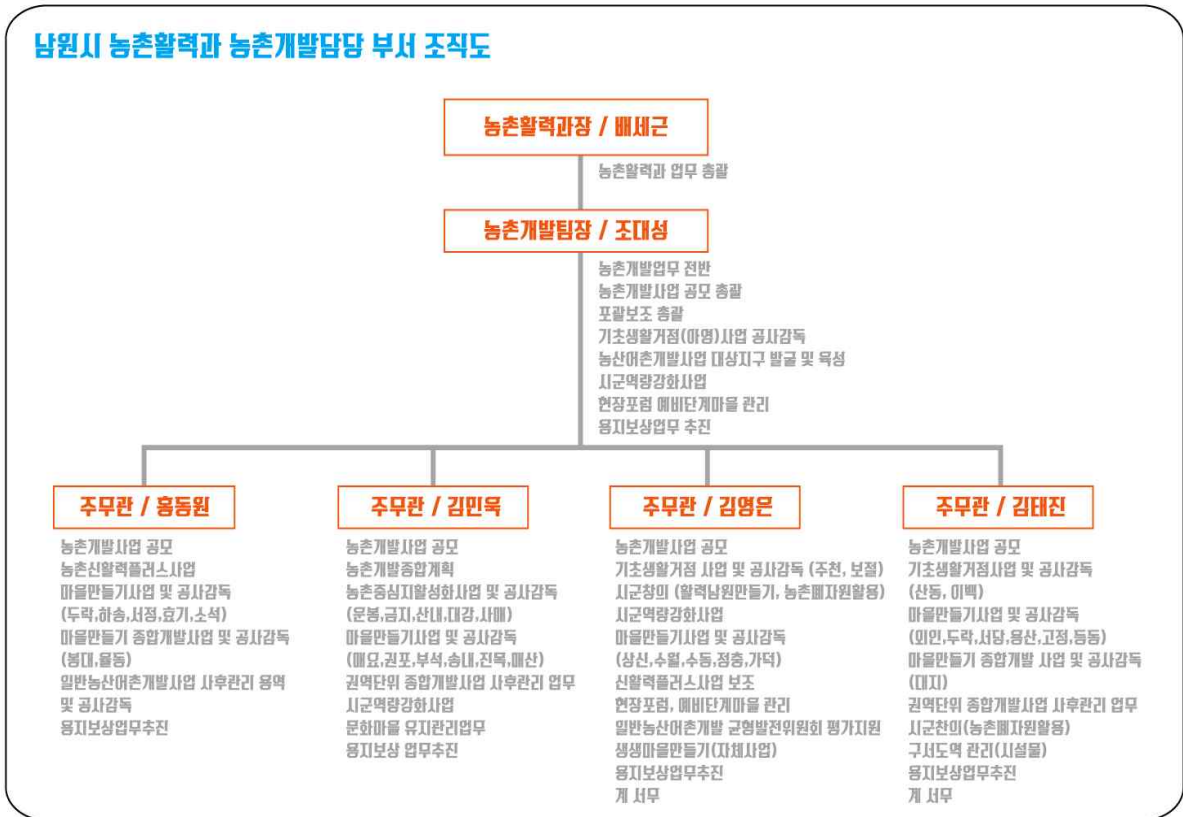 남원시 농촌활력과 농촌개발담당 부서 조직도
농촌활력과장 / 배세근
농촌활력과 업무 총괄
농촌개발팀장 / 조대성
농촌개발업무 전반
농촌개발사업 공모 총괄
포괄보조 총괄
기초생활거점(아영)사업 공사감독
농산어촌개발사업 대상지구 발굴 및 육성
시군역량강화사업
현장포럼 예비단계마을 관리
용지보상업무 추진
주무관 / 홍동원
농촌개발사업 공모
농촌신활력플러스사업
마을만들기사업 및 공사감독
(두락,하송,서정,효기,소석)
마을만들기 종합개발사업 및 공사감독
(봉대,율동)
일반농산어촌개발사업 사후관리 용역
및 공사감독
용지보상업무추진
주무관 / 김민욱
농촌개발사업 공모
농촌개발종합계획
농촌중심지활성화사업 및 공사감독
(운봉,금지,산내,대강,사매)
마을만들기사업 및 공사감독
(매요,권포,부석,송내,진목,매산)
권역단위 종합개발사업 사후관리 업무
시군역량강화사업
문화마을 유지관리업무
용지보상 업무추진
주무관 / 김영은
농촌개발사업 공모
기초생활거점 사업 및 공사감독 (주천, 보절)
시군창의 (활력남원만들기, 농촌폐자원활용)
시군역량강화사업
마을만들기사업 및 공사감독
(상신,수월,수동,정충,가덕)
신활력플러스사업 보조
현장포럼, 예비단계마을 관리
일반농산어촌개발 균형발전위원회 평가지원
생생마을만들기(자체사업)
용지보상업무추진
계 서무
주무관 / 김태진
농촌개발사업 공모
기초생활거점사업 및 공사감독
(산동, 이백)
마을만들기사업 및 공사감독
(외인,두락,서당,용산,고정,등동)
마을만들기 종합개발 사업 및 공사감독
(대지)
권역단위 종합개발사업 사후관리 업무
시군찬의(농촌폐자원활용)
구서도역 관리(시설물)
용지보상업무추진
계 서무